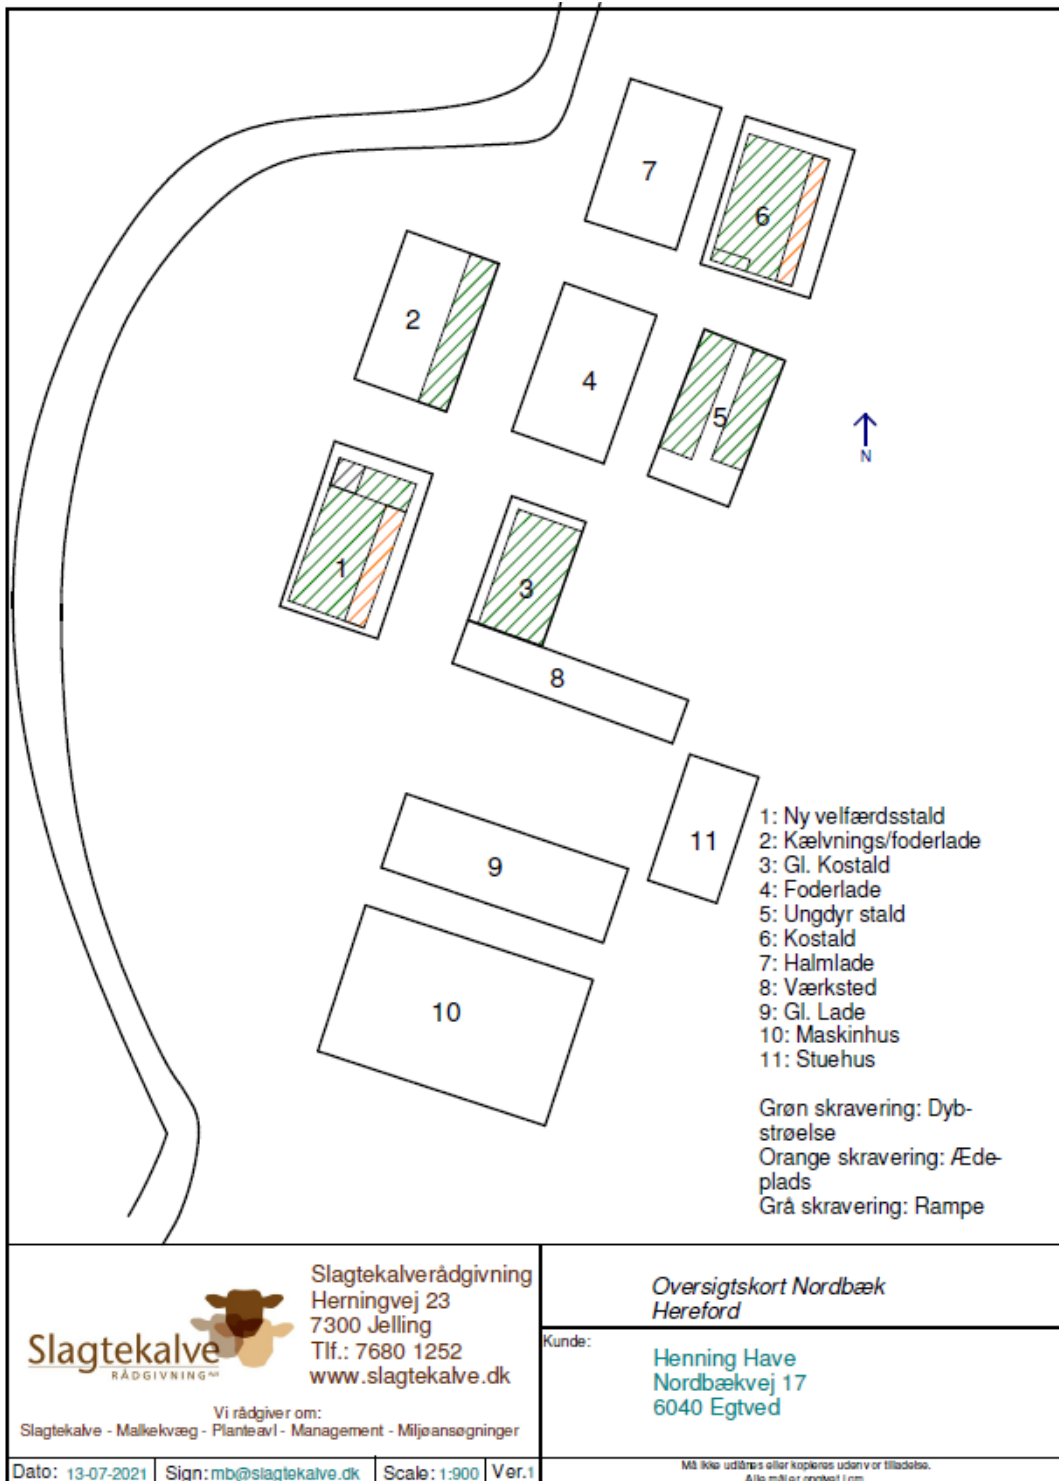 7
6
2
4
5
N
1
3
8
9
11
10
1: Ny velfærdsstald
2: Kælvnings/foderlade
3: Gl. Kostald
4: Foderlade
5: Ungdyr stald
6: Kostald
7: Halmlade
8: Værksted
9: Gl. Lade
10: Maskinhus
11: Stuehus
Grøn skravering: Dyb-
strøelse
Orange skravering: Æde-
plads
Grå skravering: Rampe
Slagtekalve
RÅDGIVNING
Slagtekalverådgivning
Herningvej 23
7300 Jelling
Tlf.: 7680 1252
www.slagtekalve.dk
Vi rådgiver om:
Slagtekalve - Malkekvæg - Planteavl - Management - Miljøansøgninger
Dato: 13-07-2021 Sign: mb@slagtekalve.dk Scale: 1:900 Ver.1
Oversigtskort Nordbæk
Hereford
Kunde:
Henning Have
Nordbækvej 17
6040 Egtved
Må ikke udlånes eller kopieres uden vor tilladelse.
Alle mål er opgivet i cm